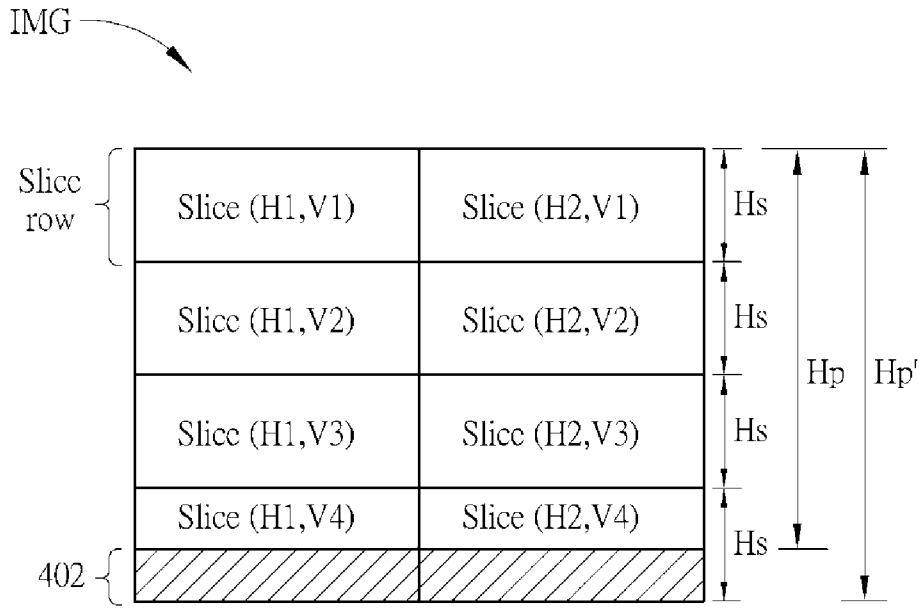 IMG
Slice
row
Slice (H1,V1)
Slice (H2,V1)
Hs
Slice (H1,V2)
Slice (H2,V2)
Hs
Hp
Hp'
Slice (H1,V3)
Slice (H2,V3)
Hs
Slice (H1,V4)
Slice (H2,V4)
Hs
402